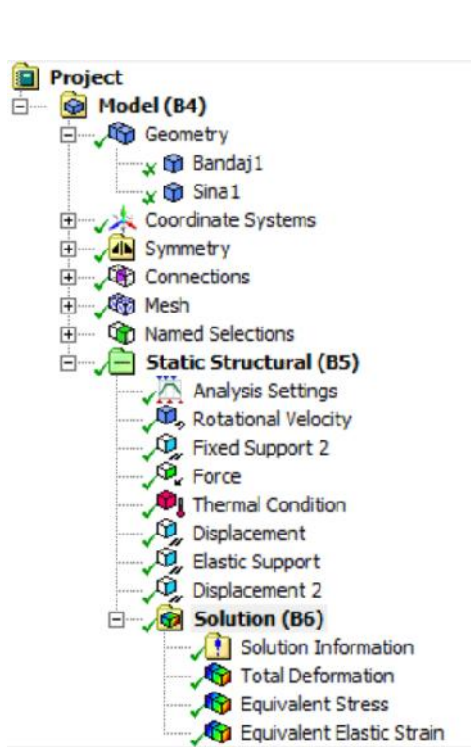 Project
Model (B4)
Geometry
Bandaj1
Sina1
Coordinate Systems
Symmetry
Connections
Mesh
Named Selections
Static Structural (B5)
Analysis Settings
Rotational Velocity
Fixed Support 2
Force
Thermal Condition
Displacement
Elastic Support
Displacement 2
Solution (B6)
Solution Information
Total Deformation
Equivalent Stress
Equivalent Elastic Strain